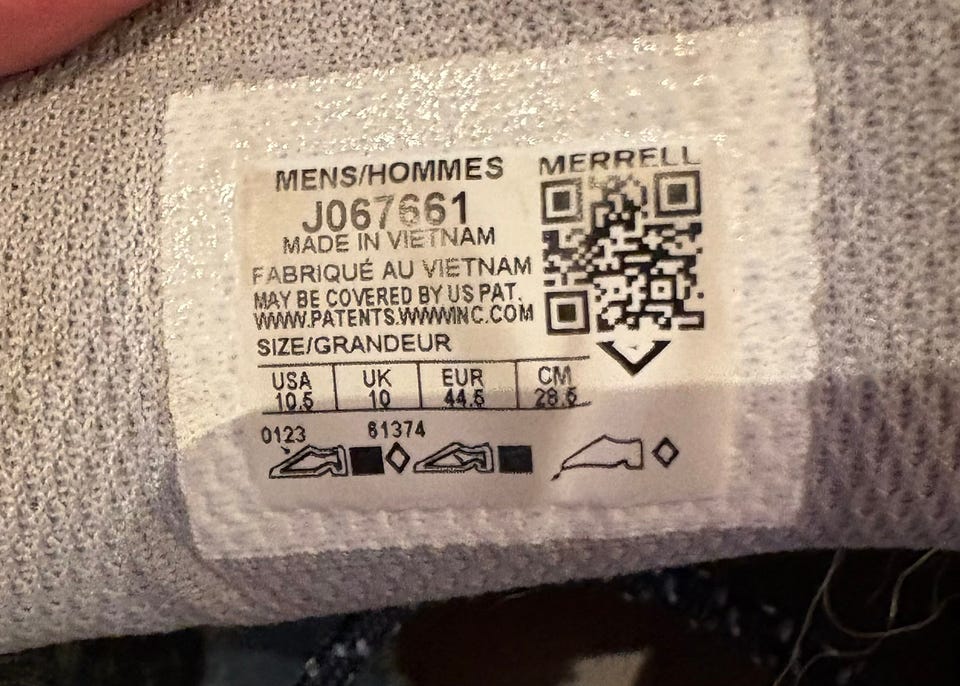 MENS/HOMMES
J067661
MADE IN VIETNAM
FABRIQUÉ AU VIETNAM
MAY BE COVERED BY US PAT.
WWW.PATENTS.WWWINC.COM
SIZE/GRANDEUR
USA UK EUR CM
10.5 10 44.5 28.5
0123 61374
MERRELL